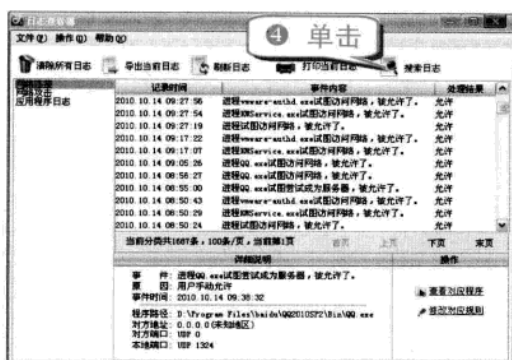 日志查看器
文件(F) 操作(O) 帮助(H)
❹ 单击
清除所有日志 导出当前日志 刷新日志 打印当前日志 搜索日志
网络连接
网络攻击
应用程序日志
记录时间 事件内容 处理结果
2010.10.14 09:27:56 进程vmware-authd.exe试图访问网络，被允许了。 允许
2010.10.14 09:27:54 进程KMService.exe试图访问网络，被允许了。 允许
2010.10.14 09:27:19 进程试图访问网络，被允许了。 允许
2010.10.14 09:17:22 进程vmware-authd.exe试图访问网络，被允许了。 允许
2010.10.14 09:17:07 进程KMService.exe试图访问网络，被允许了。 允许
2010.10.14 09:05:26 进程QQ.exe试图访问网络，被允许了。 允许
2010.10.14 08:56:27 进程QQ.exe试图访问网络，被允许了。 允许
2010.10.14 08:55:00 进程QQ.exe试图尝试成为服务器，被允许了。 允许
2010.10.14 08:50:43 进程vmware-authd.exe试图访问网络，被允许了。 允许
2010.10.14 08:50:29 进程KMService.exe试图访问网络，被允许了。 允许
2010.10.14 08:50:24 进程试图访问网络，被允许了。 允许
当前分类共1687条，100条/页，当前第1页 首页 上页 下页 末页
详细说明 操作
事 件: 进程QQ.exe试图尝试成为服务器，被允许了。
原 因: 用户手动允许
事件时间: 2010.10.14 09:38:32
查看对应程序
程序路径: D:\Program Files\baidu\QQ2010SP2\Bin\QQ.exe
修改对应规则
对方地址: 0.0.0.0(未知地区)
对方端口: UDP 0
本地端口: UDP 1324